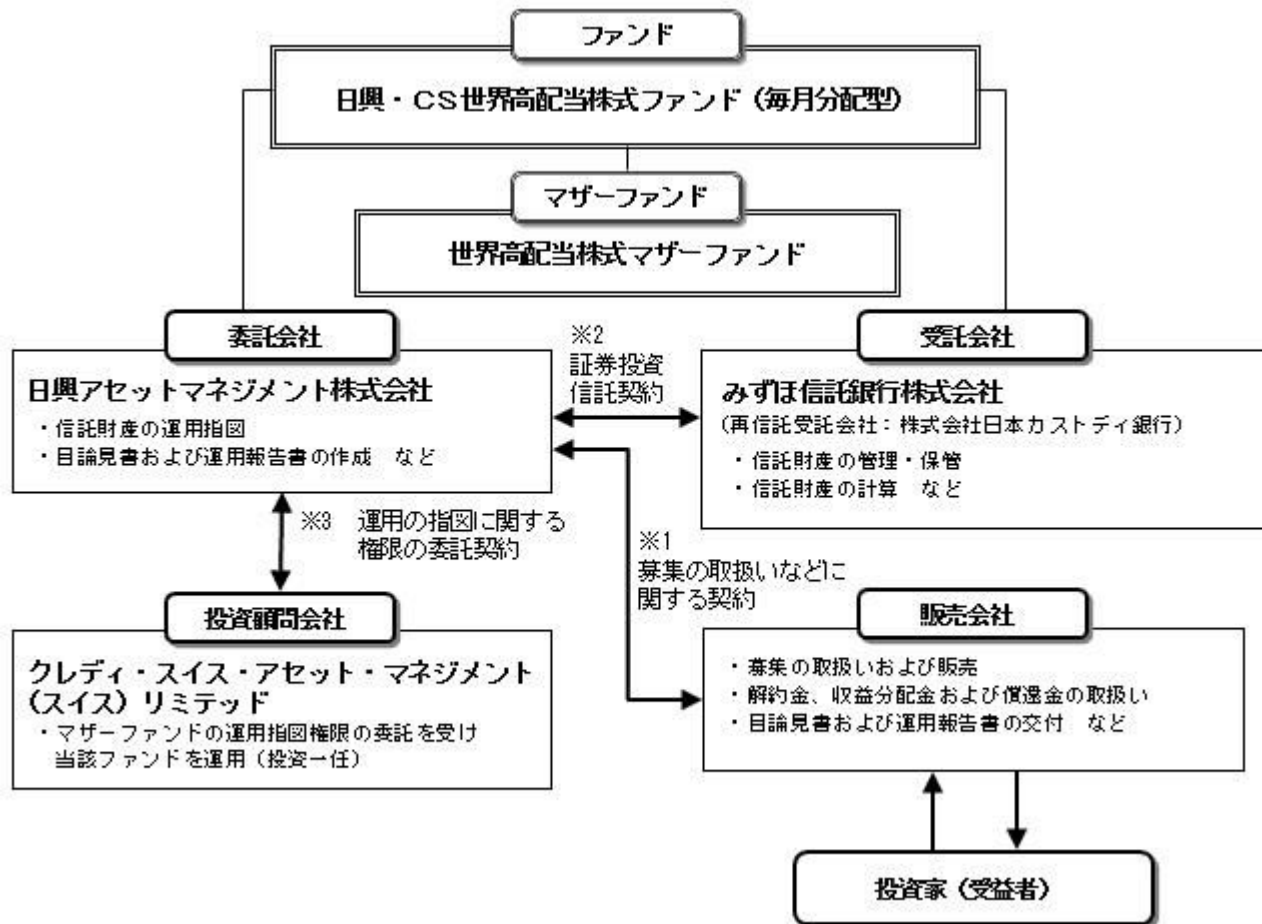 ファンド
日興・CS世界高配当株式ファンド（毎月分配型）
マザーファンド
世界高配当株式マザーファンド
委託会社
日興アセットマネジメント株式会社
・信託財産の運用指図
・目論見書および運用報告書の作成　など
※2
証券投資
信託契約
受託会社
みずほ信託銀行株式会社
（再信託受託会社：株式会社日本カストディ銀行）
・信託財産の管理・保管
・信託財産の計算　など
※3　運用の指図に関する
権限の委託契約
※1
募集の取扱いなどに
関する契約
投資顧問会社
クレディ・スイス・アセット・マネジメント
（スイス）リミテッド
・マザーファンドの運用指図権限の委託を受け
当該ファンドを運用（投資一任）
販売会社
・募集の取扱いおよび販売
・解約金、収益分配金および償還金の取扱い
・目論見書および運用報告書の交付　など
投資家（受益者）